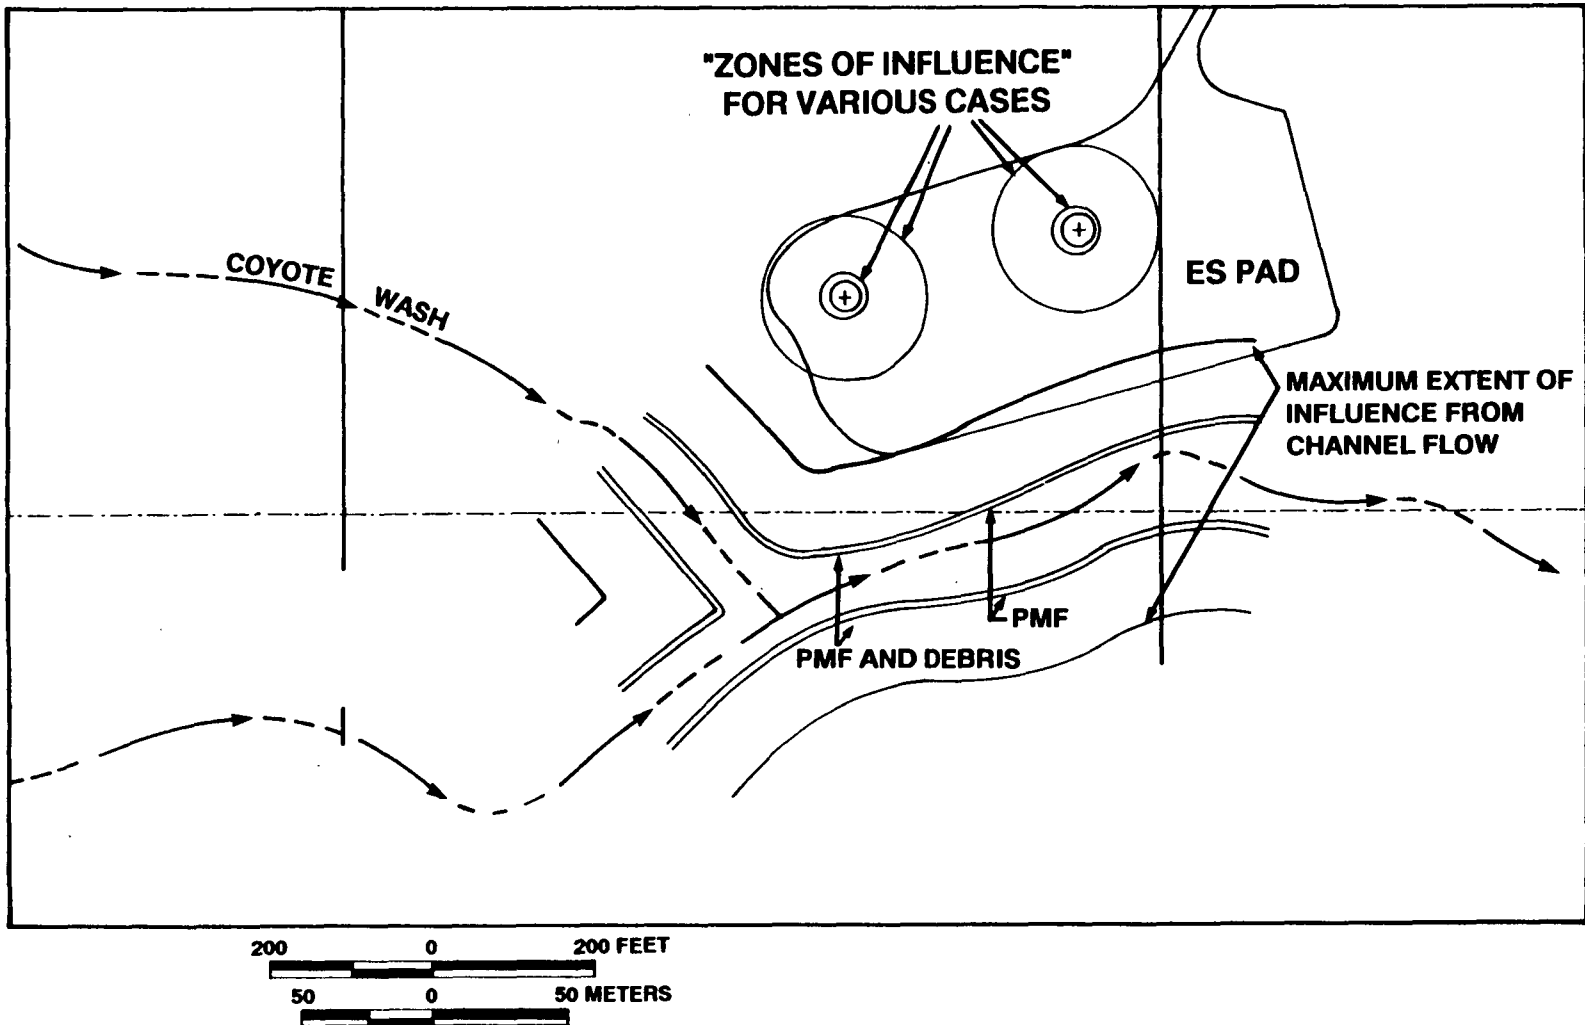 "ZONES OF INFLUENCE"
FOR VARIOUS CASES
COYOTE WASH
ES PAD
MAXIMUM EXTENT OF
INFLUENCE FROM
CHANNEL FLOW
PMF
PMF AND DEBRIS
200 0 200 FEET
50 0 50 METERS